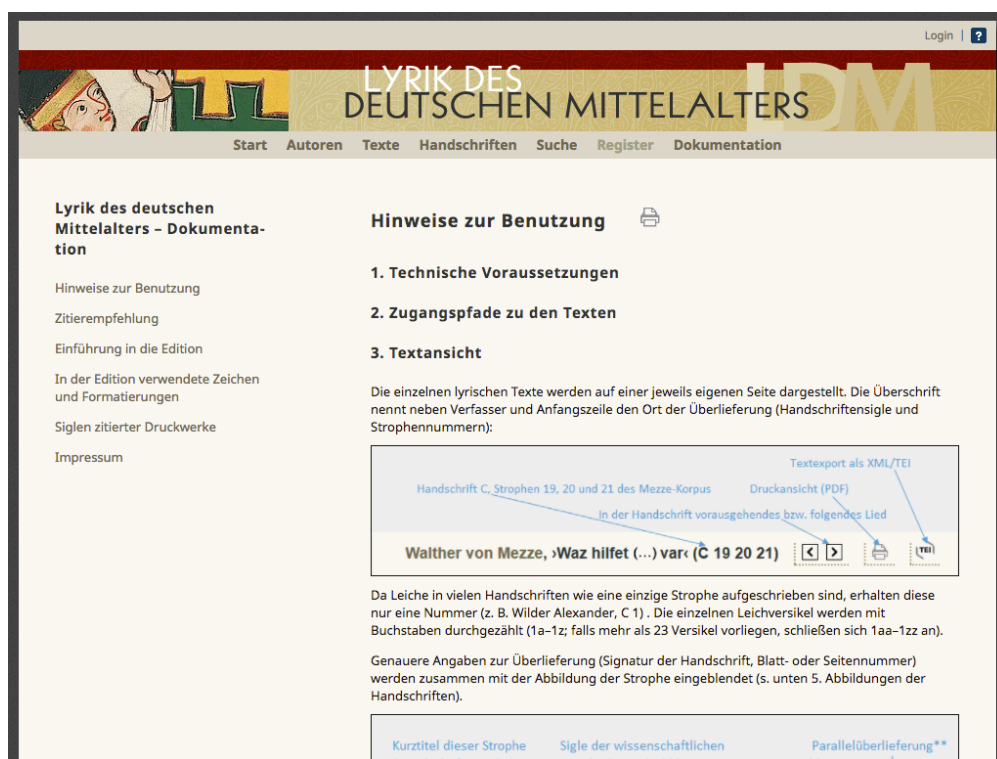 Login | ?
LYRIK DES
DEUTSCHEN MITTELALTERS
LDM
Start Autoren Texte Handschriften Suche Register Dokumentation
Lyrik des deutschen
Mittelalters – Dokumenta-
tion
Hinweise zur Benutzung
Zitierempfehlung
Einführung in die Edition
In der Edition verwendete Zeichen
und Formatierungen
Siglen zitierter Druckwerke
Impressum
Hinweise zur Benutzung
1. Technische Voraussetzungen
2. Zugangspfade zu den Texten
3. Textansicht
Die einzelnen lyrischen Texte werden auf einer jeweils eigenen Seite dargestellt. Die Überschrift
nennt neben Verfasser und Anfangszeile den Ort der Überlieferung (Handschriftensigle und
Strophennummern):
Textexport als XML/TEI
Handschrift C, Strophen 19, 20 und 21 des Mezze-Korpus Druckansicht (PDF)
In der Handschrift vorausgehendes bzw. folgendes Lied
Walther von Mezze, ›Waz hilfet (...) var‹ (C 19 20 21) < > TEI
Da Leiche in vielen Handschriften wie eine einzige Strophe aufgeschrieben sind, erhalten diese
nur eine Nummer (z. B. Wilder Alexander, C 1) . Die einzelnen Leichversikel werden mit
Buchstaben durchgezählt (1a–1z; falls mehr als 23 Versikel vorliegen, schließen sich 1aa–1zz an).
Genauere Angaben zur Überlieferung (Signatur der Handschrift, Blatt- oder Seitennummer)
werden zusammen mit der Abbildung der Strophe eingeblendet (s. unten 5. Abbildungen der
Handschriften).
Kurztitel dieser Strophe Sigle der wissenschaftlichen Parallelüberlieferung**